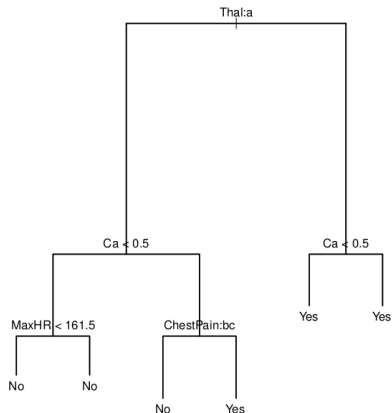 Thal:a
Ca < 0.5
Ca < 0.5
MaxHR < 161.5
ChestPain:bc
Yes
Yes
No
No
No
Yes